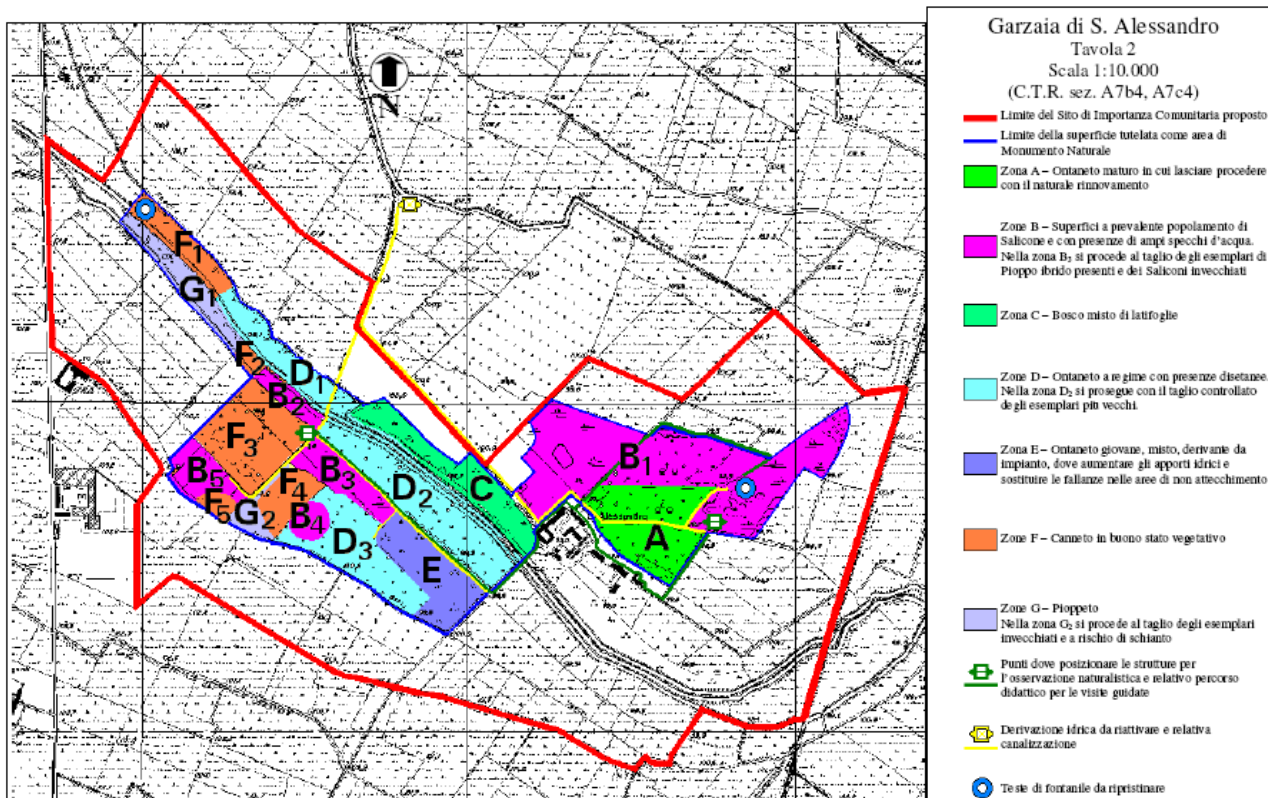 Garzaia di S. Alessandro
Tavola 2
Scala 1:10.000
(C.T.R. sez. A7b4, A7c4)
Limite del Sito di Importanza Comunitaria proposto
Limite della superficie tutelata come area di
Monumento Naturale
Zona A – Ontaneto maturo in cui lasciare procedere
con il naturale rinnovamento
Zone B – Superfici a prevalente popolamento di
Salicone e con presenze di ampi specchi d'acqua.
Nella zona B₃ si procede al taglio degli esemplari di
Pioppo ibrido presenti e dei Saliconi invecchiati
Zona C – Bosco misto di latifoglie
Zone D – Ontaneto a regime con presenze disetanee.
Nella zona D₂ si prosegue con il taglio controllato
degli esemplari più vecchi.
Zona E – Ontaneto giovane, misto, derivante da
impianto, dove aumentare gli apporti idrici e
sostituire le fallanze nelle aree di non attecchimento
Zone F – Canneto in buono stato vegetativo
Zone G – Pioppeto
Nella zona G₂ si procede al taglio degli esemplari
invecchiati e a rischio di schianto
Punti dove posizionare le strutture per
l'osservazione naturalistica e relativo percorso
didattico per le visite guidate
Derivazione idrica da riattivare e relativa
canalizzazione
Teste di fontanile da ripristinare
N
F₁
G₁
F₂
D₁
B₂
F₃
B₁
B₅
B₃
F₄
D₂
C
F₅
G₂
B₄
Alessandro
D₃
A
E